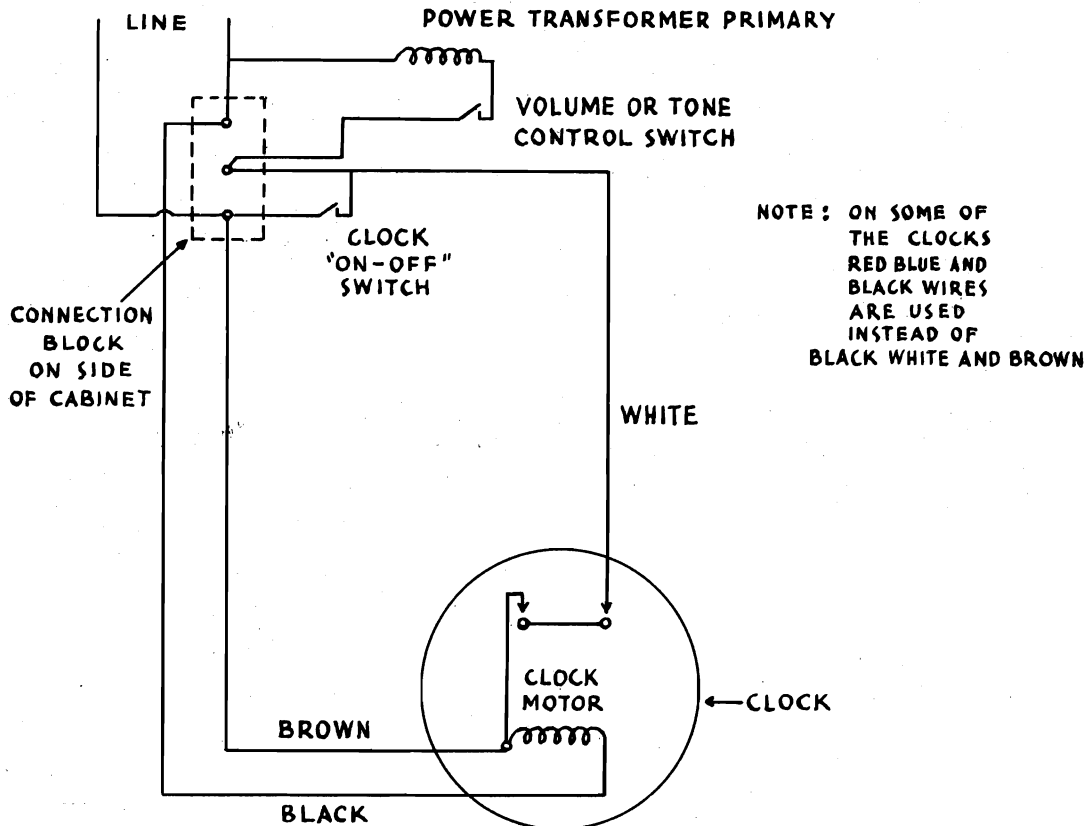 LINE
POWER TRANSFORMER PRIMARY
VOLUME OR TONE
CONTROL SWITCH
NOTE: ON SOME OF
THE CLOCKS
RED BLUE AND
BLACK WIRES
ARE USED
INSTEAD OF
BLACK WHITE AND BROWN
CLOCK
"ON-OFF"
SWITCH
CONNECTION
BLOCK
ON SIDE
OF CABINET
WHITE
CLOCK
MOTOR
CLOCK
BROWN
BLACK